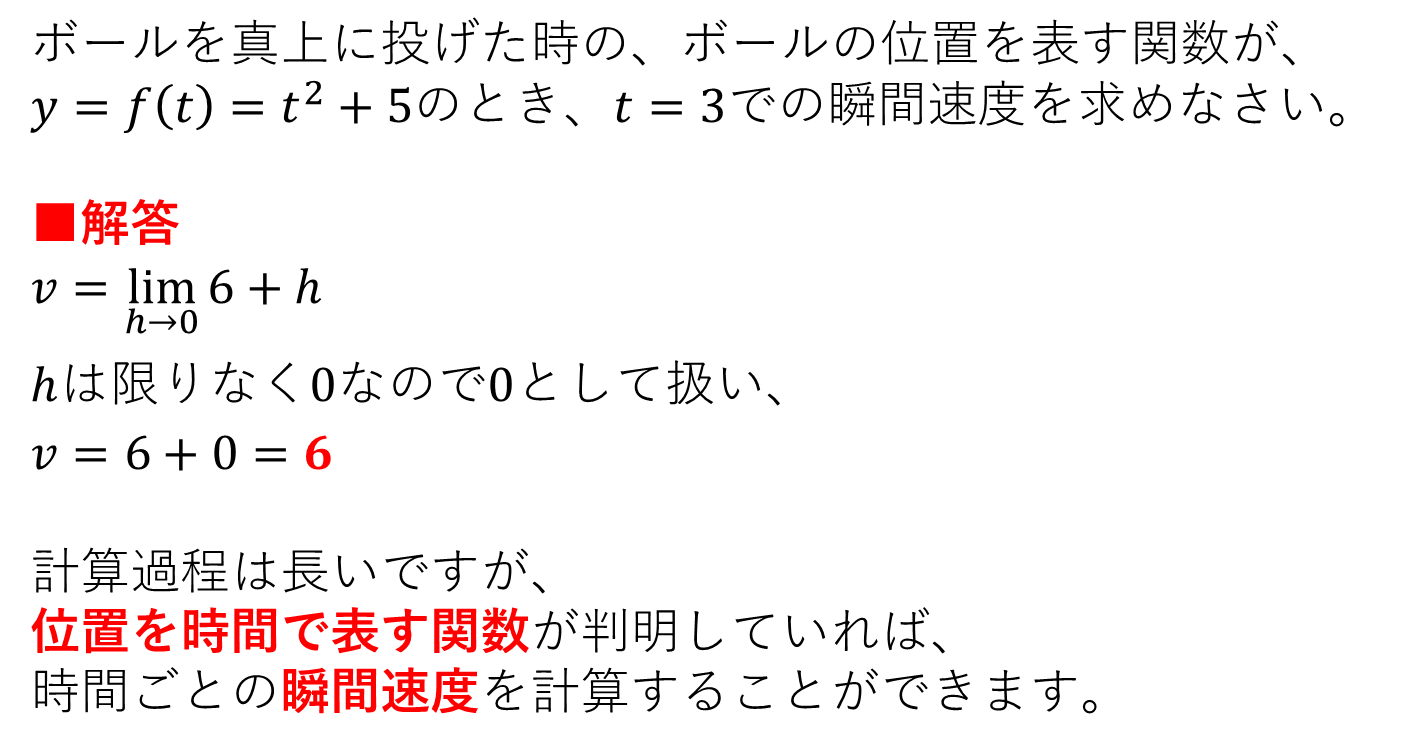 ボールを真上に投げた時の、ボールの位置を表す関数が、
y = f(t) = t² + 5のとき、t = 3での瞬間速度を求めなさい。
■解答
v = lim 6 + h
h→0
hは限りなく0なので0として扱い、
v = 6 + 0 = 6
計算過程は長いですが、
位置を時間で表す関数が判明していれば、
時間ごとの瞬間速度を計算することができます。